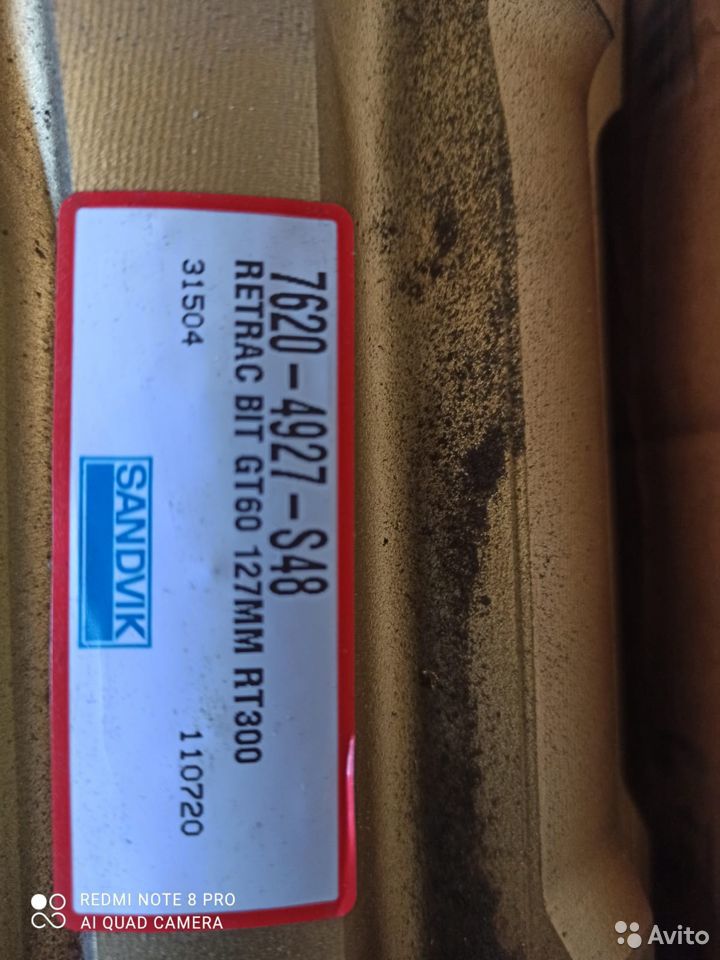 7620-4927-S48
RETRAC BIT GT60 127MM RT300
31504 110720
SANDVIK
REDMI NOTE 8 PRO
AI QUAD CAMERA
Avito